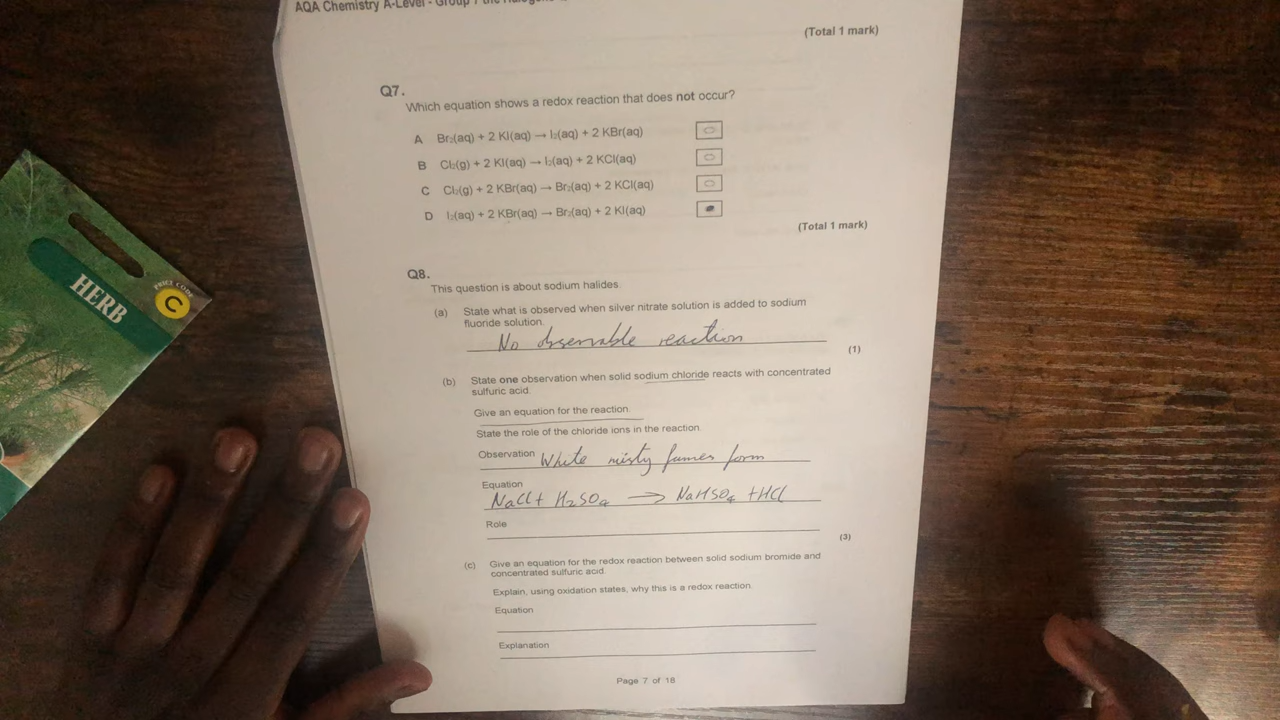 AQA Chemistry A-Level - Group 7 the
(Total 1 mark)
Q7.
Which equation shows a redox reaction that does not occur?
A Br₂(aq) + 2 KI(aq) → I₂(aq) + 2 KBr(aq)
B Cl₂(g) + 2 KI(aq) → I₂(aq) + 2 KCl(aq)
C Cl₂(g) + 2 KBr(aq) → Br₂(aq) + 2 KCl(aq)
D I₂(aq) + 2 KBr(aq) → Br₂(aq) + 2 KI(aq)
(Total 1 mark)
Q8.
This question is about sodium halides.
(a) State what is observed when silver nitrate solution is added to sodium
fluoride solution.
No observable reaction
(1)
(b) State one observation when solid sodium chloride reacts with concentrated
sulfuric acid.
Give an equation for the reaction.
State the role of the chloride ions in the reaction.
Observation White misty fumes form
Equation
NaCl + H₂SO₄ → NaHSO₄ + HCl
Role
(3)
(c) Give an equation for the redox reaction between solid sodium bromide and
concentrated sulfuric acid.
Explain, using oxidation states, why this is a redox reaction.
Equation
Explanation
Page 7 of 18
HERB
PRICE CODE
C